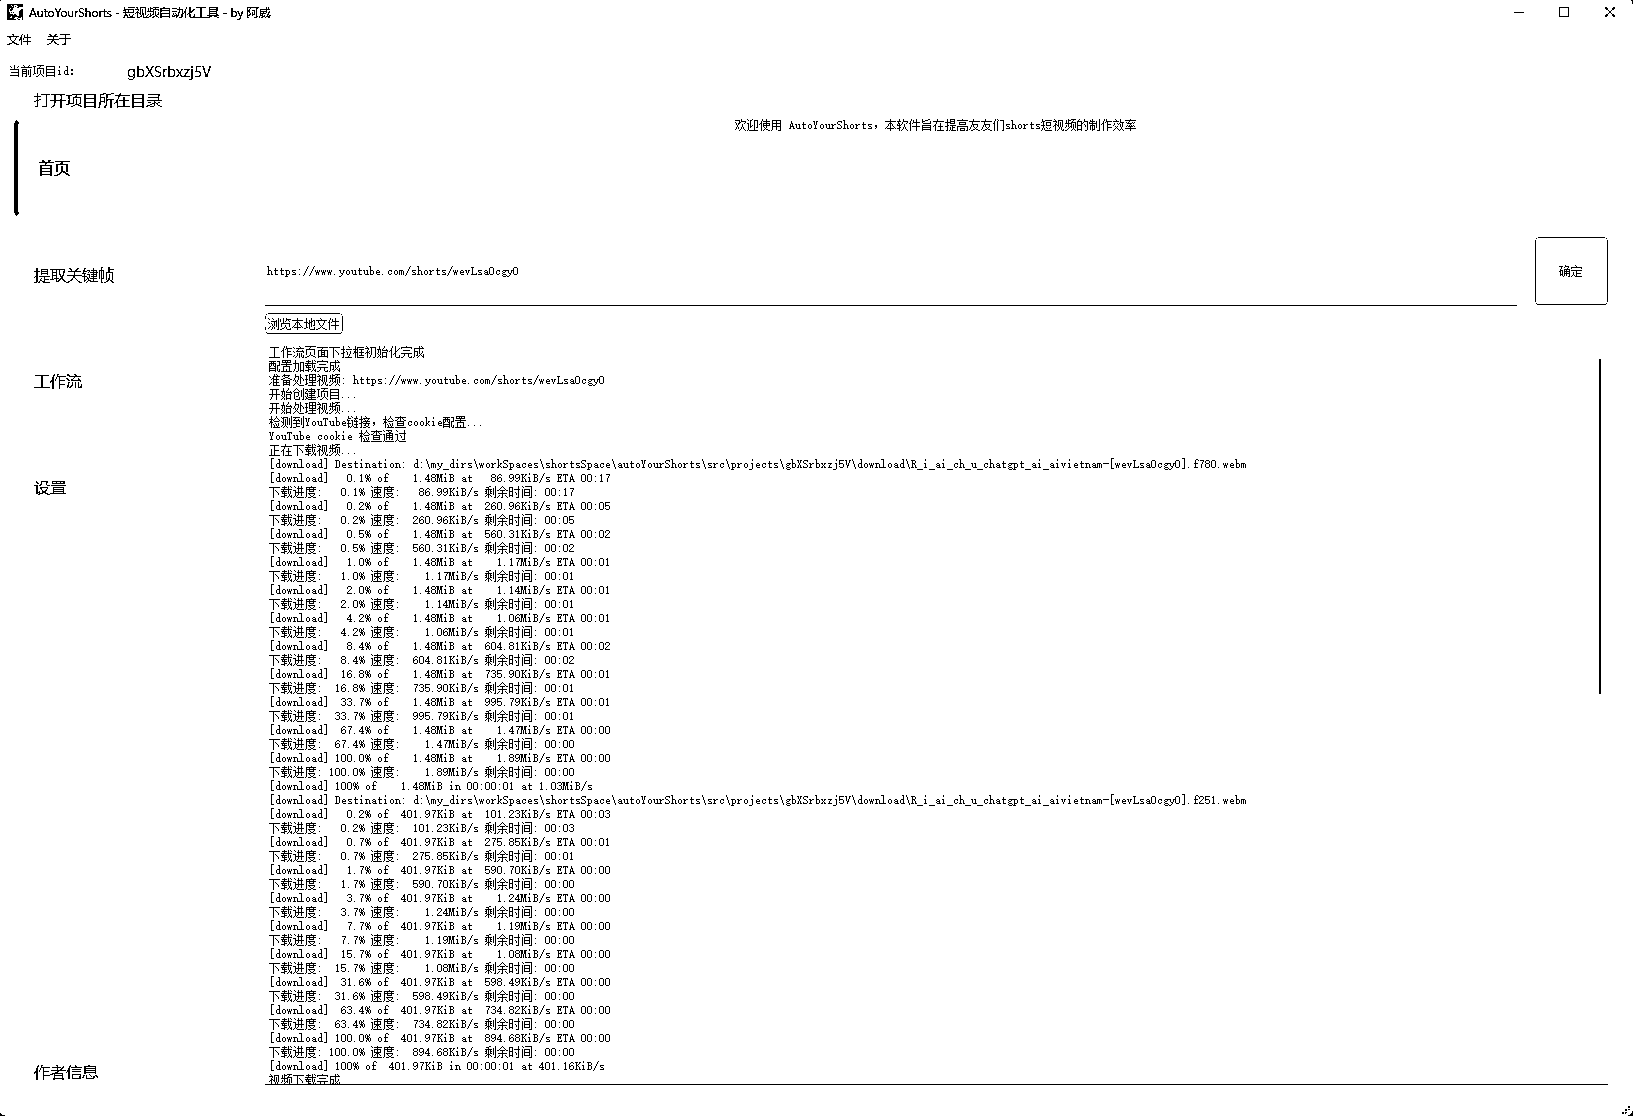 AutoYourShorts - 短视频自动化工具 - by 阿威
文件 关于
当前项目id: gbXSrbxzj5V
打开项目所在目录
欢迎使用 AutoYourShorts，本软件旨在提高友友们shorts短视频的制作效率
首页
提取关键帧
https://www.youtube.com/shorts/wevLsaOcgy0
确定
浏览本地文件
工作流页面下拉框初始化完成
配置加载完成
准备处理视频: https://www.youtube.com/shorts/wevLsaOcgy0
工作流
开始创建项目...
开始处理视频...
检测到YouTube链接，检查cookie配置...
YouTube cookie 检查通过
正在下载视频...
[download] Destination: d:\my_dirs\workSpaces\shortsSpace\autoYourShorts\src\projects\gbXSrbxzj5V\download\R_i_ai_ch_u_chatgpt_ai_aivietnam-[wevLsaOcgy0].f780.webm
[download]   0.1% of    1.48MiB at   86.99KiB/s ETA 00:17
设置
下载进度:   0.1% 速度:   86.99KiB/s 剩余时间: 00:17
[download]   0.2% of    1.48MiB at  260.96KiB/s ETA 00:05
下载进度:   0.2% 速度:  260.96KiB/s 剩余时间: 00:05
[download]   0.5% of    1.48MiB at  560.31KiB/s ETA 00:02
下载进度:   0.5% 速度:  560.31KiB/s 剩余时间: 00:02
[download]   1.0% of    1.48MiB at    1.17MiB/s ETA 00:01
下载进度:   1.0% 速度:    1.17MiB/s 剩余时间: 00:01
[download]   2.0% of    1.48MiB at    1.14MiB/s ETA 00:01
下载进度:   2.0% 速度:    1.14MiB/s 剩余时间: 00:01
[download]   4.2% of    1.48MiB at    1.06MiB/s ETA 00:01
下载进度:   4.2% 速度:    1.06MiB/s 剩余时间: 00:01
[download]   8.4% of    1.48MiB at  604.81KiB/s ETA 00:02
下载进度:   8.4% 速度:  604.81KiB/s 剩余时间: 00:02
[download]  16.8% of    1.48MiB at  735.90KiB/s ETA 00:01
下载进度:  16.8% 速度:  735.90KiB/s 剩余时间: 00:01
[download]  33.7% of    1.48MiB at  995.79KiB/s ETA 00:01
下载进度:  33.7% 速度:  995.79KiB/s 剩余时间: 00:01
[download]  67.4% of    1.48MiB at    1.47MiB/s ETA 00:00
下载进度:  67.4% 速度:    1.47MiB/s 剩余时间: 00:00
[download] 100.0% of    1.48MiB at    1.89MiB/s ETA 00:00
下载进度: 100.0% 速度:    1.89MiB/s 剩余时间: 00:00
[download] 100% of    1.48MiB in 00:00:01 at 1.03MiB/s
[download] Destination: d:\my_dirs\workSpaces\shortsSpace\autoYourShorts\src\projects\gbXSrbxzj5V\download\R_i_ai_ch_u_chatgpt_ai_aivietnam-[wevLsaOcgy0].f251.webm
[download]   0.2% of  401.97KiB at  101.23KiB/s ETA 00:03
下载进度:   0.2% 速度:  101.23KiB/s 剩余时间: 00:03
[download]   0.7% of  401.97KiB at  275.85KiB/s ETA 00:01
下载进度:   0.7% 速度:  275.85KiB/s 剩余时间: 00:01
[download]   1.7% of  401.97KiB at  590.70KiB/s ETA 00:00
下载进度:   1.7% 速度:  590.70KiB/s 剩余时间: 00:00
[download]   3.7% of  401.97KiB at    1.24MiB/s ETA 00:00
下载进度:   3.7% 速度:    1.24MiB/s 剩余时间: 00:00
[download]   7.7% of  401.97KiB at    1.19MiB/s ETA 00:00
下载进度:   7.7% 速度:    1.19MiB/s 剩余时间: 00:00
[download]  15.7% of  401.97KiB at    1.08MiB/s ETA 00:00
下载进度:  15.7% 速度:    1.08MiB/s 剩余时间: 00:00
[download]  31.6% of  401.97KiB at  598.49KiB/s ETA 00:00
下载进度:  31.6% 速度:  598.49KiB/s 剩余时间: 00:00
[download]  63.4% of  401.97KiB at  734.82KiB/s ETA 00:00
下载进度:  63.4% 速度:  734.82KiB/s 剩余时间: 00:00
[download] 100.0% of  401.97KiB at  894.68KiB/s ETA 00:00
下载进度: 100.0% 速度:  894.68KiB/s 剩余时间: 00:00
[download] 100% of  401.97KiB in 00:00:01 at 401.16KiB/s
作者信息
视频下载完成